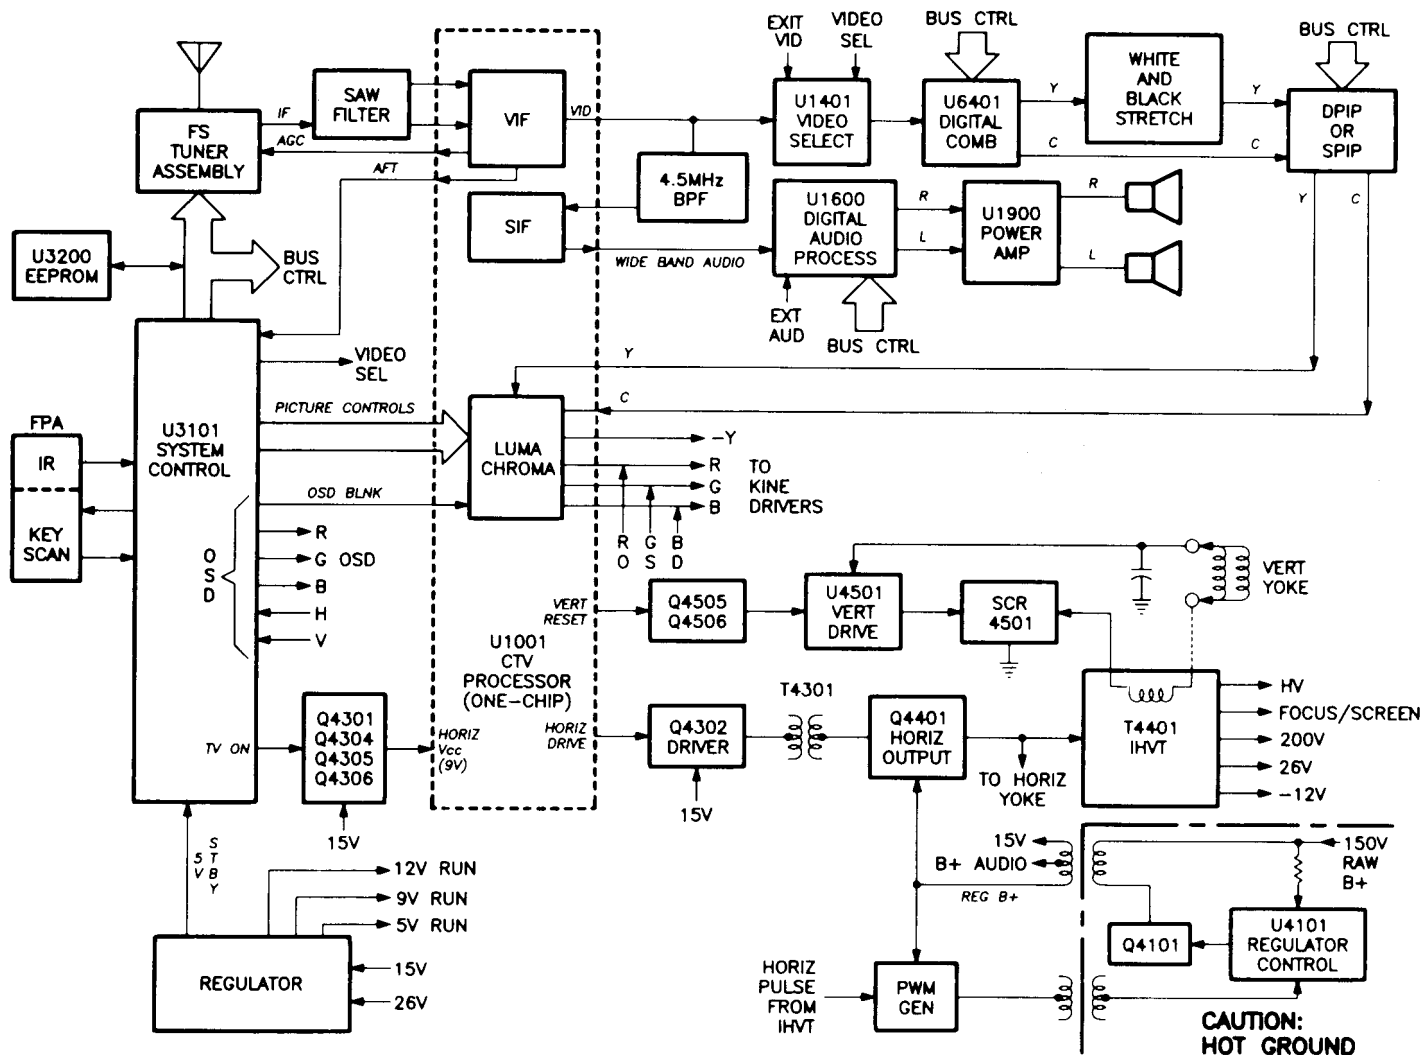 EXIT
VID
VIDEO
SEL
BUS CTRL
BUS CTRL
SAW
FILTER
IF
AGC
AFT
FS
TUNER
ASSEMBLY
VIF
VID
U1401
VIDEO
SELECT
U6401
DIGITAL
COMB
Y
C
WHITE
AND
BLACK
STRETCH
Y
C
DPIP
OR
SPIP
Y
C
4.5MHz
BPF
SIF
WIDE BAND AUDIO
U1600
DIGITAL
AUDIO
PROCESS
R
L
U1900
POWER
AMP
R
L
EXT
AUD
BUS CTRL
U3200
EEPROM
BUS
CTRL
VIDEO
SEL
PICTURE CONTROLS
Y
C
FPA
IR
KEY
SCAN
U3101
SYSTEM
CONTROL
LUMA
CHROMA
-Y
R
G
B
TO
KINE
DRIVERS
OSD BLNK
O
S
D
R
G OSD
B
H
V
R
O
G
S
B
D
VERT
RESET
Q4505
Q4506
U4501
VERT
DRIVE
SCR
4501
VERT
YOKE
U1001
CTV
PROCESSOR
(ONE-CHIP)
TV ON
Q4301
Q4304
Q4305
Q4306
15V
HORIZ
Vcc
(9V)
HORIZ
DRIVE
Q4302
DRIVER
15V
T4301
Q4401
HORIZ
OUTPUT
TO HORIZ
YOKE
T4401
IHVT
HV
FOCUS/SCREEN
200V
26V
-12V
5V
STBY
12V RUN
9V RUN
5V RUN
REGULATOR
15V
26V
15V
B+ AUDIO
REG B+
150V
RAW
B+
Q4101
U4101
REGULATOR
CONTROL
HORIZ
PULSE
FROM
IHVT
PWM
GEN
CAUTION:
HOT GROUND